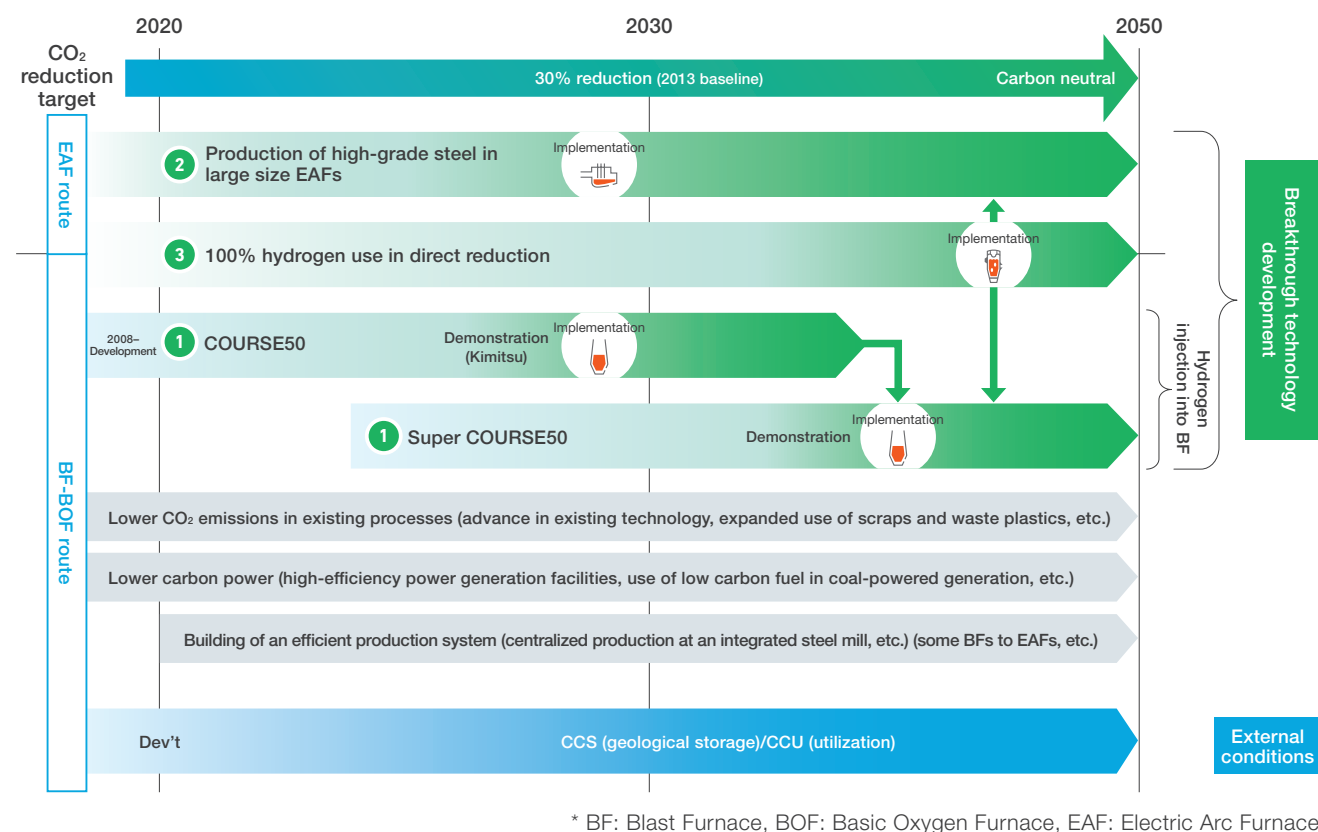 2020
2030
2050
CO₂
reduction
target
30% reduction (2013 baseline)
Carbon neutral
EAF route
2
Production of high-grade steel in
large size EAFs
Implementation
3
100% hydrogen use in direct reduction
Implementation
2008–
Development
1
COURSE50
Demonstration
(Kimitsu)
Implementation
1
Super COURSE50
Demonstration
Implementation
Hydrogen
injection into BF
Breakthrough technology
development
BF-BOF route
Lower CO₂ emissions in existing processes (advance in existing technology, expanded use of scraps and waste plastics, etc.)
Lower carbon power (high-efficiency power generation facilities, use of low carbon fuel in coal-powered generation, etc.)
Building of an efficient production system (centralized production at an integrated steel mill, etc.) (some BFs to EAFs, etc.)
Dev't
CCS (geological storage)/CCU (utilization)
External
conditions
* BF: Blast Furnace, BOF: Basic Oxygen Furnace, EAF: Electric Arc Furnace